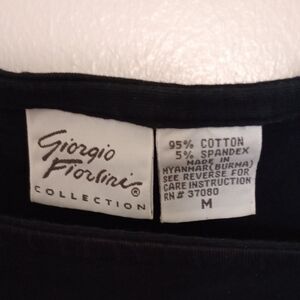 Giorgio
Fiorlini®
COLLECTION
95% COTTON
5% SPANDEX
MADE IN
MYANMAR(BURMA)
SEE REVERSE FOR
CARE INSTRUCTION
RN# 37080
M